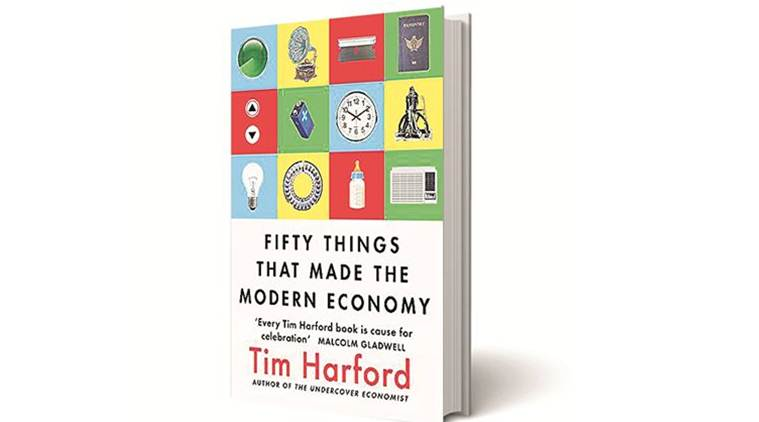 PASSPORT
FIFTY THINGS
THAT MADE THE
MODERN ECONOMY
‘Every Tim Harford book is cause for
celebration’ MALCOLM GLADWELL
Tim Harford
AUTHOR OF THE UNDERCOVER ECONOMIST